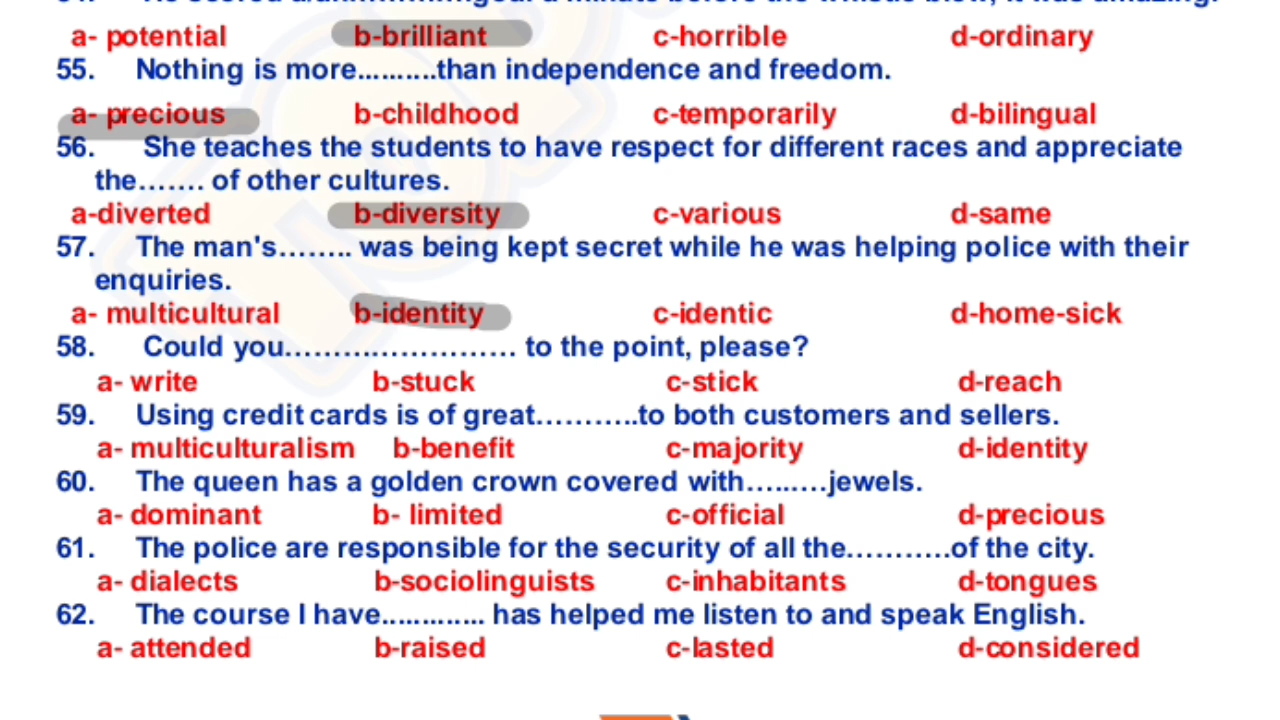 a- potential b-brilliant c-horrible d-ordinary
55. Nothing is more..........than independence and freedom.
a- precious b-childhood c-temporarily d-bilingual
56. She teaches the students to have respect for different races and appreciate
the....... of other cultures.
a-diverted b-diversity c-various d-same
57. The man's........ was being kept secret while he was helping police with their
enquiries.
a- multicultural b-identity c-identic d-home-sick
58. Could you......................... to the point, please?
a- write b-stuck c-stick d-reach
59. Using credit cards is of great...........to both customers and sellers.
a- multiculturalism b-benefit c-majority d-identity
60. The queen has a golden crown covered with.........jewels.
a- dominant b- limited c-official d-precious
61. The police are responsible for the security of all the...........of the city.
a- dialects b-sociolinguists c-inhabitants d-tongues
62. The course I have............. has helped me listen to and speak English.
a- attended b-raised c-lasted d-considered